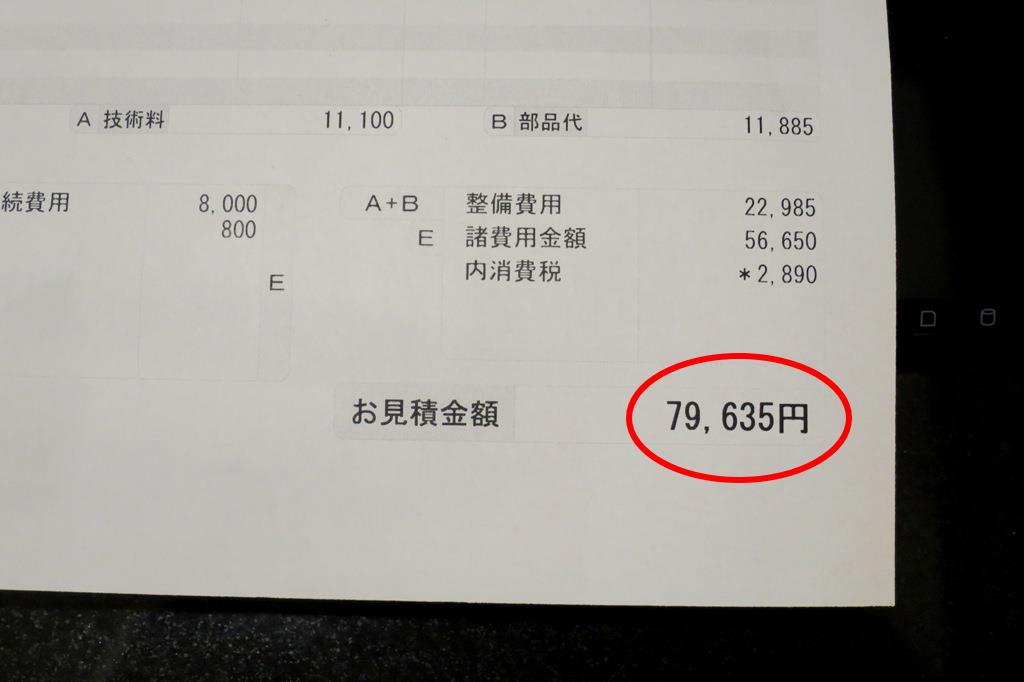 A 技術料 11,100 B 部品代 11,885
続費用 8,000 A+B 整備費用 22,985
800 E 諸費用金額 56,650
E 内消費税 *2,890
お見積金額 79,635円